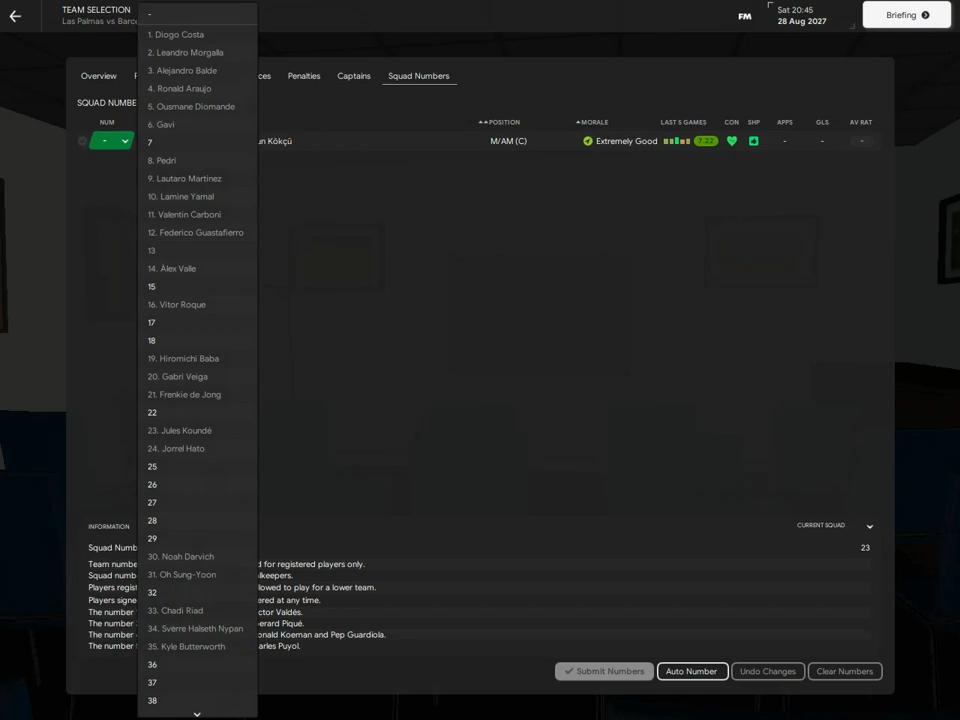 TEAM SELECTION
Las Palmas vs Barce
FM
Sat 20:45
28 Aug 2027
Briefing
Overview
Penalties
Captains
Squad Numbers
SQUAD NUMBE
NUM
POSITION
MORALE
LAST 5 GAMES
CON
SHP
APPS
GLS
AV RAT
-
un Kökçü
M/AM (C)
Extremely Good
7.22
-
-
-
-
1. Diogo Costa
2. Leandro Morgalla
3. Alejandro Balde
4. Ronald Araujo
5. Ousmane Diomande
6. Gavi
7
8. Pedri
9. Lautaro Martínez
10. Lamine Yamal
11. Valentín Carboni
12. Federico Guastafierro
13
14. Àlex Valle
15
16. Vitor Roque
17
18
19. Hiromichi Baba
20. Gabri Veiga
21. Frenkie de Jong
22
23. Jules Koundé
24. Jorrel Hato
25
26
27
28
29
30. Noah Darvich
31. Oh Sung-Yoon
32
33. Chadi Riad
34. Sverre Halseth Nypan
35. Kyle Butterworth
36
37
38
INFORMATION
CURRENT SQUAD
Squad Numb
23
Team numbe
d for registered players only.
Squad numb
alkeepers.
Players regist
llowed to play for a lower team.
Players signe
ered at any time.
The number
ctor Valdés.
The number
erard Piqué.
The number
onald Koeman and Pep Guardiola.
The number
arles Puyol.
Submit Numbers
Auto Number
Undo Changes
Clear Numbers